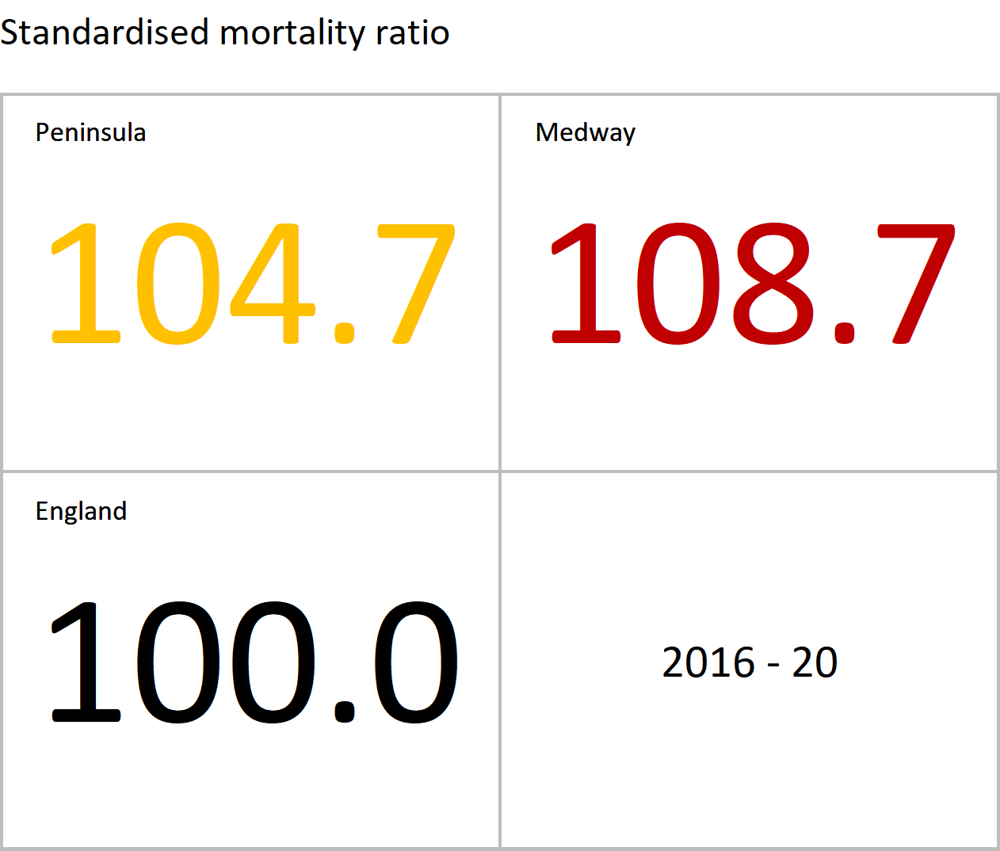 Standardised mortality ratio
Peninsula
104.7
Medway
108.7
England
100.0
2016 - 20